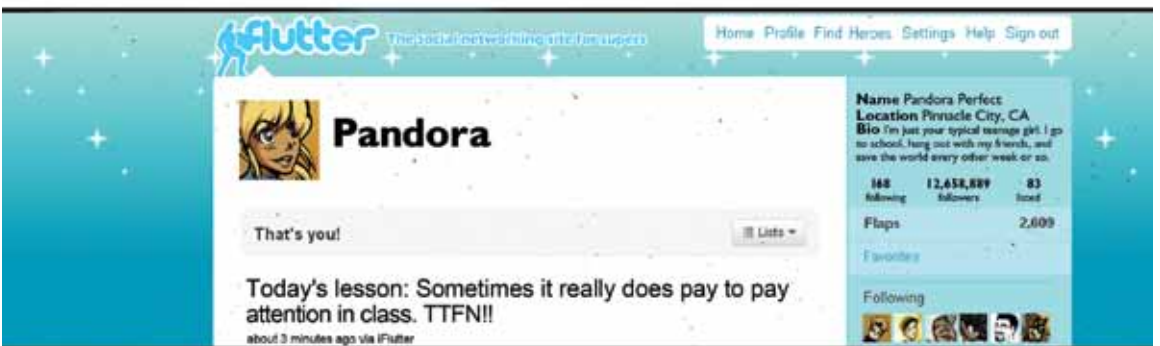 flutter The social networking site for supers
Home Profile Find Heroes Settings Help Sign out
Pandora
That's you!
Lists
Today's lesson: Sometimes it really does pay to pay
attention in class. TTFN!!
about 3 minutes ago via iFlutter
Name Pandora Perfect
Location Pinnacle City, CA
Bio I'm just your typical teenage girl. I go
to school, hang out with my friends, and
save the world every other week or so.
168 12,658,889 83
following followers listed
Flaps 2,609
Favorites
Following